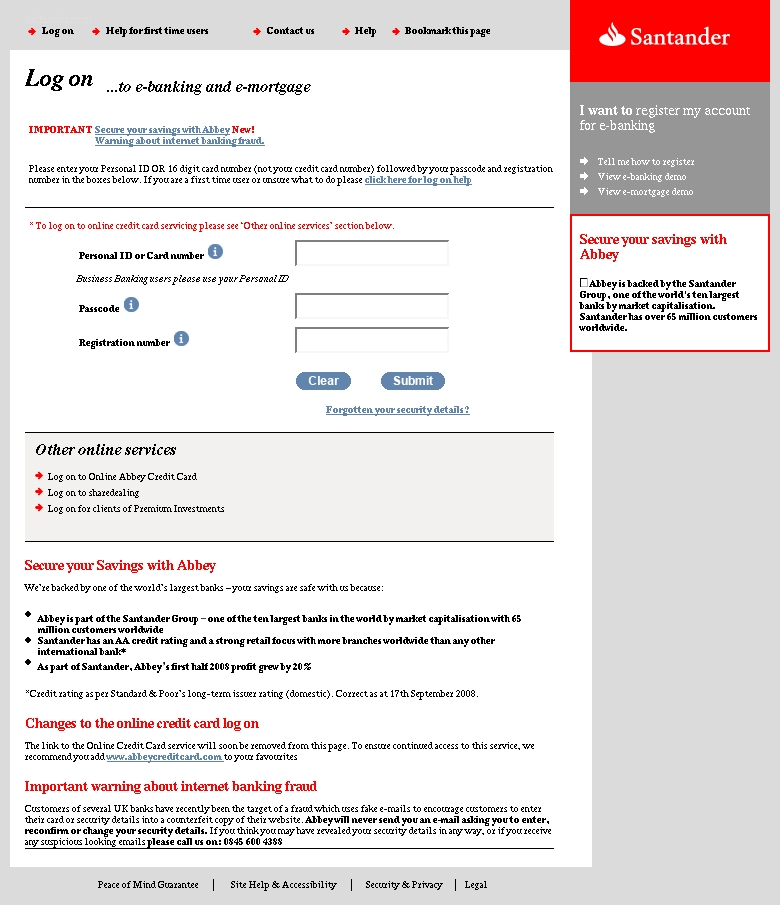 Log on
Help for first time users
Contact us
Help
Bookmark this page
Santander
Log on ...to e-banking and e-mortgage
I want to register my account
for e-banking
Tell me how to register
View e-banking demo
View e-mortgage demo
IMPORTANT Secure your savings with Abbey New!
Warning about internet banking fraud.
Please enter your Personal ID OR 16 digit card number (not your credit card number) followed by your passcode and registration
number in the boxes below. If you are a first time user or unsure what to do please click here for log on help
* To log on to online credit card servicing please see 'Other online services' section below.
Personal ID or Card number
Business Banking users please use your Personal ID
Passcode
Registration number
Clear
Submit
Forgotten your security details?
Secure your savings with
Abbey
Abbey is backed by the Santander
Group, one of the world's ten largest
banks by market capitalisation.
Santander has over 65 million customers
worldwide.
Other online services
Log on to Online Abbey Credit Card
Log on to sharedealing
Log on for clients of Premium Investments
Secure your Savings with Abbey
We're backed by one of the world's largest banks – your savings are safe with us because:
Abbey is part of the Santander Group – one of the ten largest banks in the world by market capitalisation with 65
million customers worldwide
Santander has an AA credit rating and a strong retail focus with more branches worldwide than any other
international bank*
As part of Santander, Abbey's first half 2008 profit grew by 20%
*Credit rating as per Standard & Poor's long-term issuer rating (domestic). Correct as at 17th September 2008.
Changes to the online credit card log on
The link to the Online Credit Card service will soon be removed from this page. To ensure continued access to this service, we
recommend you add www.abbeycreditcard.com to your favourites
Important warning about internet banking fraud
Customers of several UK banks have recently been the target of a fraud which uses fake e-mails to encourage customers to enter
their card or security details into a counterfeit copy of their website. Abbey will never send you an e-mail asking you to enter,
reconfirm or change your security details. If you think you may have revealed your security details in any way, or if you receive
any suspicious looking emails please call us on: 0845 600 4388
Peace of Mind Guarantee | Site Help & Accessibility | Security & Privacy | Legal